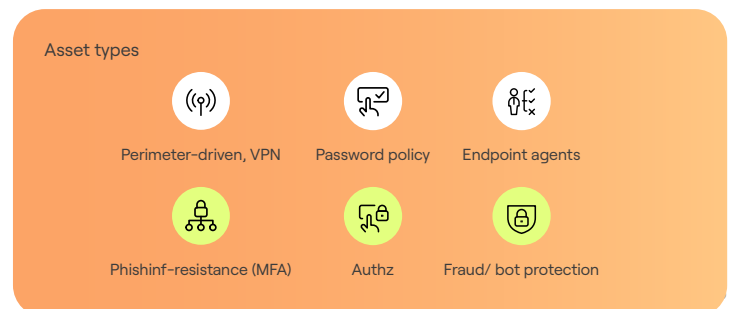 Asset types
Perimeter-driven, VPN
Password policy
Endpoint agents
Phishinf-resistance (MFA)
Authz
Fraud/ bot protection